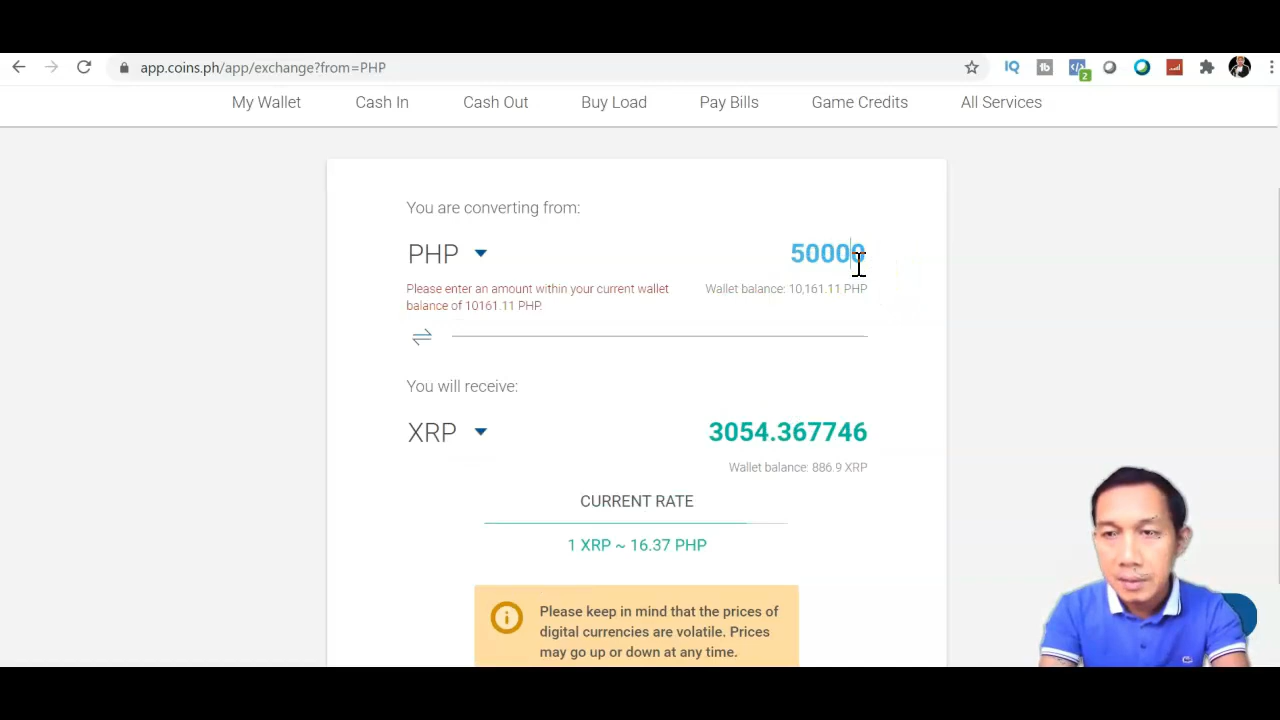 app.coins.ph/app/exchange?from=PHP
IQ
tb
2
My Wallet
Cash In
Cash Out
Buy Load
Pay Bills
Game Credits
All Services
You are converting from:
PHP
50000
Please enter an amount within your current wallet
balance of 10161.11 PHP.
Wallet balance: 10,161.11 PHP
You will receive:
XRP
3054.367746
Wallet balance: 886.9 XRP
CURRENT RATE
1 XRP ~ 16.37 PHP
Please keep in mind that the prices of
digital currencies are volatile. Prices
may go up or down at any time.